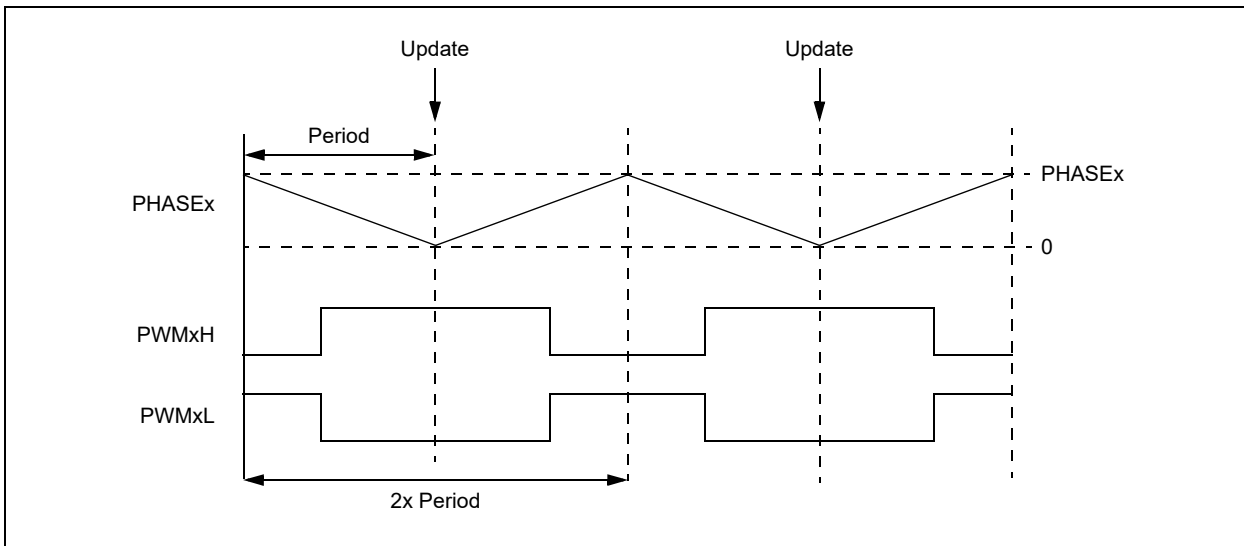 Update
Update
Period
PHASEx
PHASEx
0
PWMxH
PWMxL
2x Period